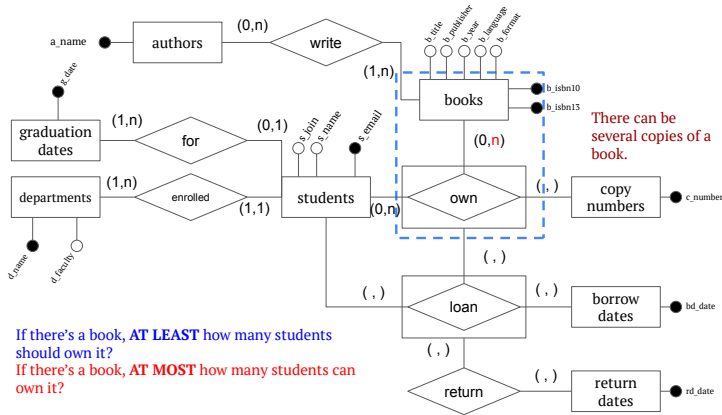 b_title
b_publisher
b_year
b_language
b_format
a_name
authors
(0,n)
write
(1,n)
g_date
books
b_isbn10
b_isbn13
graduation
dates
(1,n)
for
(0,1)
s_join
s_name
s_email
(0,n)
There can be
several copies of a
book.
departments
(1,n)
enrolled
(1,1)
students
(0,n)
own
( , )
copy
numbers
c_number
d_name
d_faculty
( , )
( , )
loan
( , )
borrow
dates
bd_date
If there's a book, AT LEAST how many students
should own it?
If there's a book, AT MOST how many students can
own it?
( , )
return
( , )
return
dates
rd_date